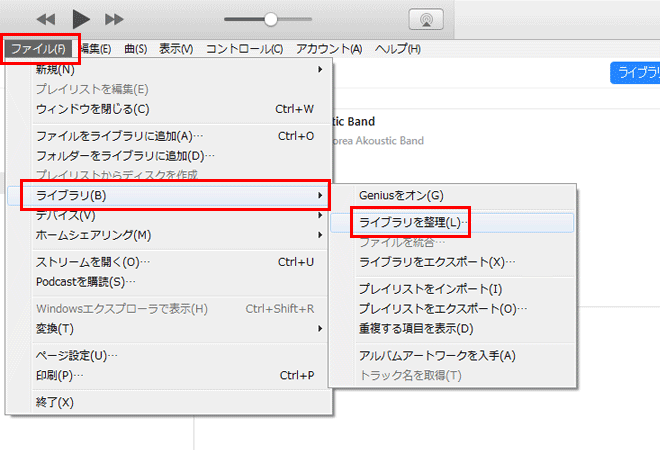 ファイル(F) 編集(E) 曲(S) 表示(V) コントロール(C) アカウント(A) ヘルプ(H)
ライブラリ
新規(N)
プレイリストを編集(E)
ウィンドウを閉じる(C) Ctrl+W
ファイルをライブラリに追加(A)… Ctrl+O
フォルダーをライブラリに追加(D)…
プレイリストからディスクを作成
ライブラリ(B)
デバイス(V)
ホームシェアリング(M)
ストリームを開く(O)… Ctrl+U
Podcastを購読(S)…
Windowsエクスプローラで表示(H) Ctrl+Shift+R
変換(T)
ページ設定(U)…
印刷(P)… Ctrl+P
終了(X)
tic Band
orea Akoustic Band
Geniusをオン(G)
ライブラリを整理(L)…
ファイルを統合…
ライブラリをエクスポート(X)…
プレイリストをインポート(I)
プレイリストをエクスポート(O)…
重複する項目を表示(D)
アルバムアートワークを入手(A)
トラック名を取得(T)